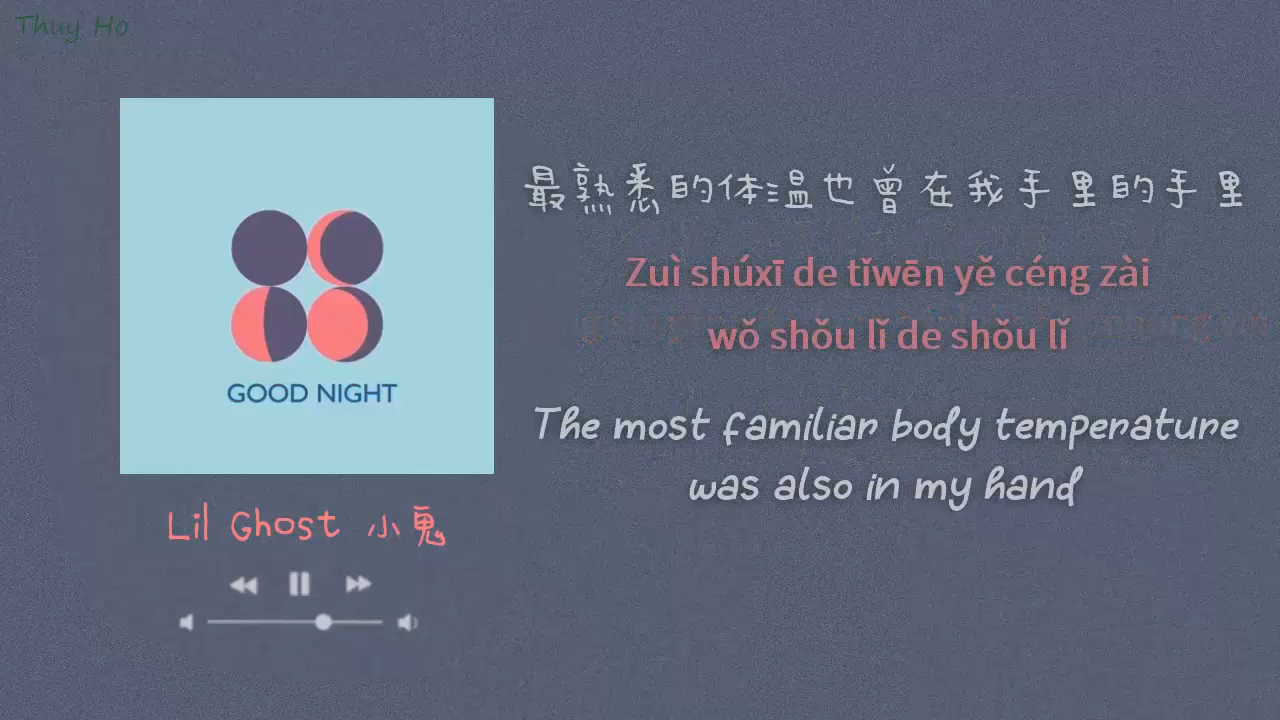 Thuy Ho
最熟悉的体温也曾在我手里的手里
Zuì shúxī de tǐwēn yě céng zài
wǒ shǒu lǐ de shǒu lǐ
The most familiar body temperature
was also in my hand
GOOD NIGHT
Lil Ghost 小鬼